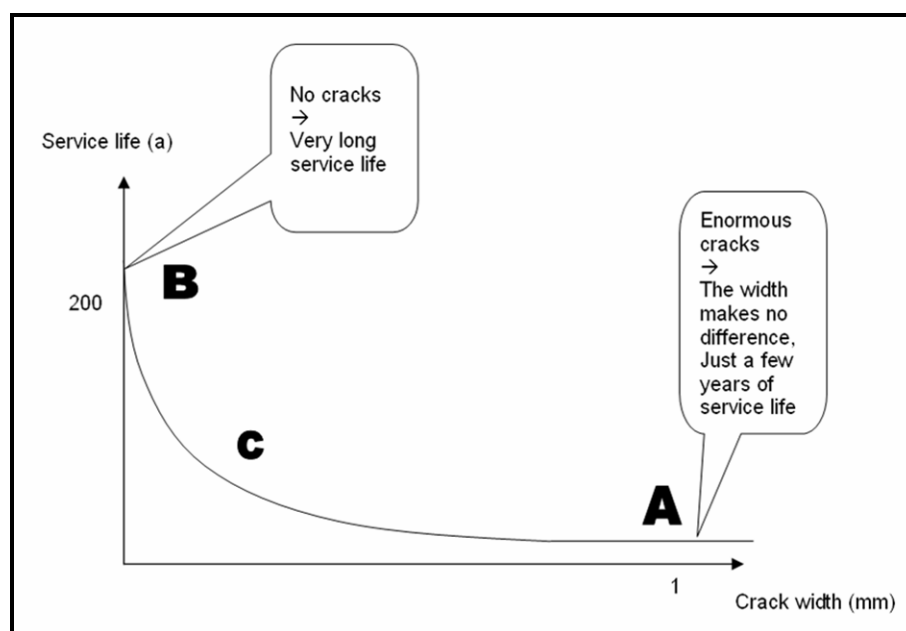 No cracks
→
Very long
service life
Service life (a)
Enormous
cracks
→
The width
makes no
difference,
Just a few
years of
service life
B
200
C
A
1
Crack width (mm)